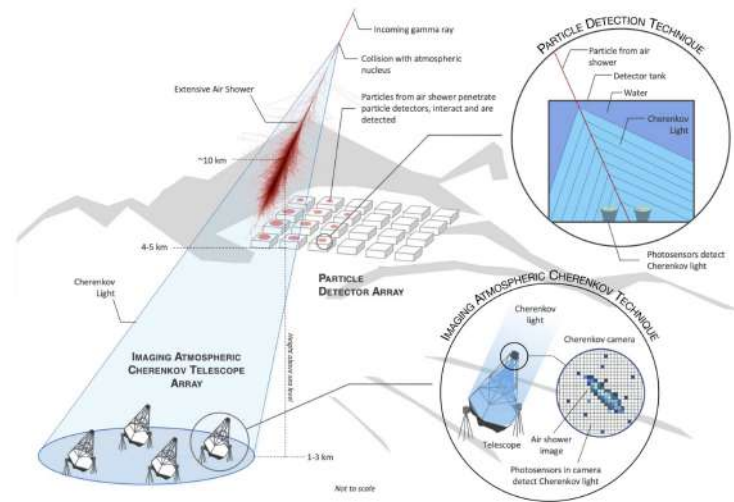 Incoming gamma ray
Collision with atmospheric
nucleus
Extensive Air Shower
Particles from air shower penetrate
particle detectors, interact and are
detected
~10 km
4-5 km
Cherenkov
Light
PARTICLE
DETECTOR ARRAY
IMAGING ATMOSPHERIC
CHERENKOV TELESCOPE
ARRAY
Height above sea level
1-3 km
Not to scale
PARTICLE DETECTION TECHNIQUE
Particle from air
shower
Detector tank
Water
Cherenkov
Light
Photosensors detect
Cherenkov light
IMAGING ATMOSPHERIC CHERENKOV TECHNIQUE
Cherenkov
light
Cherenkov camera
Telescope
Air shower
image
Photosensors in camera
detect Cherenkov light